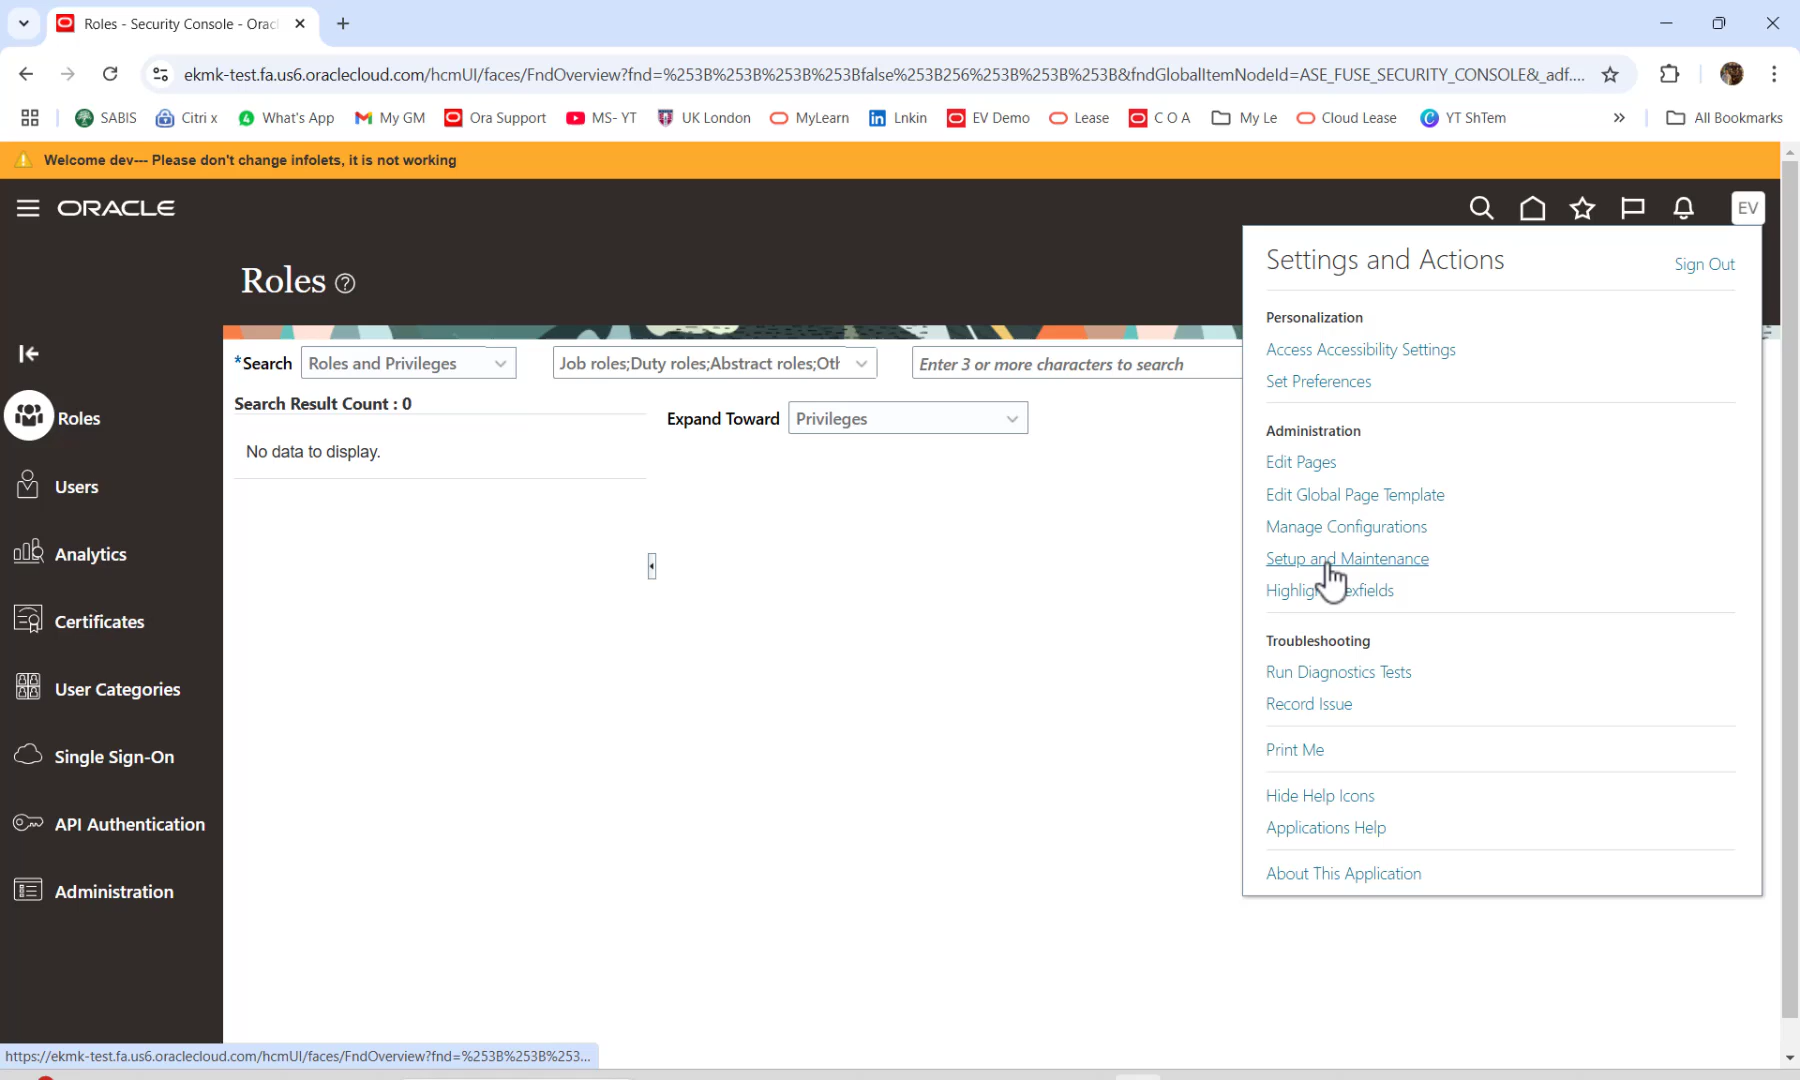 Roles - Security Console - Orac
ekmk-test.fa.us6.oraclecloud.com/hcmUI/faces/FndOverview?fnd=%253B%253B%253B%253Bfalse%253B256%253B%253B%253B&fndGlobalItemNodeId=ASE_FUSE_SECURITY_CONSOLE&_adf....
SABIS Citri x What's App My GM Ora Support MS- YT UK London MyLearn Lnkin EV Demo Lease C O A My Le Cloud Lease YT ShTem » All Bookmarks
Welcome dev--- Please don't change infolets, it is not working
ORACLE
EV
Roles
Settings and Actions
Sign Out
Personalization
Access Accessibility Settings
Set Preferences
Administration
Edit Pages
Edit Global Page Template
Manage Configurations
Setup and Maintenance
Troubleshooting
Run Diagnostics Tests
Record Issue
Print Me
Hide Help Icons
Applications Help
About This Application
*Search Roles and Privileges Job roles;Duty roles;Abstract roles;Oth Enter 3 or more characters to search
Search Result Count : 0
Expand Toward Privileges
No data to display.
Roles
Users
Analytics
Certificates
User Categories
Single Sign-On
API Authentication
Administration
https://ekmk-test.fa.us6.oraclecloud.com/hcmUI/faces/FndOverview?fnd=%253B%253B%253...